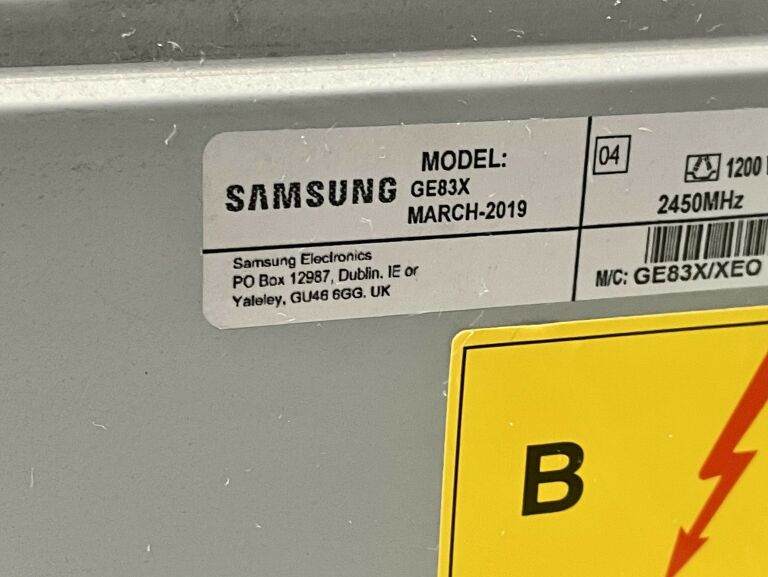 SAMSUNG
MODEL:
GE83X
MARCH-2019
04
1200
2450MHz
Samsung Electronics
PO Box 12987, Dublin. IE or
Yateley, GU46 6GG. UK
M/C: GE83X/XEO
B